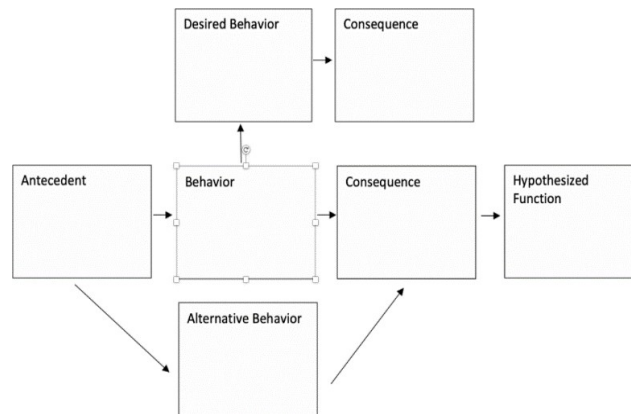 Desired Behavior
Consequence
Antecedent
Behavior
Consequence
Hypothesized
Function
Alternative Behavior